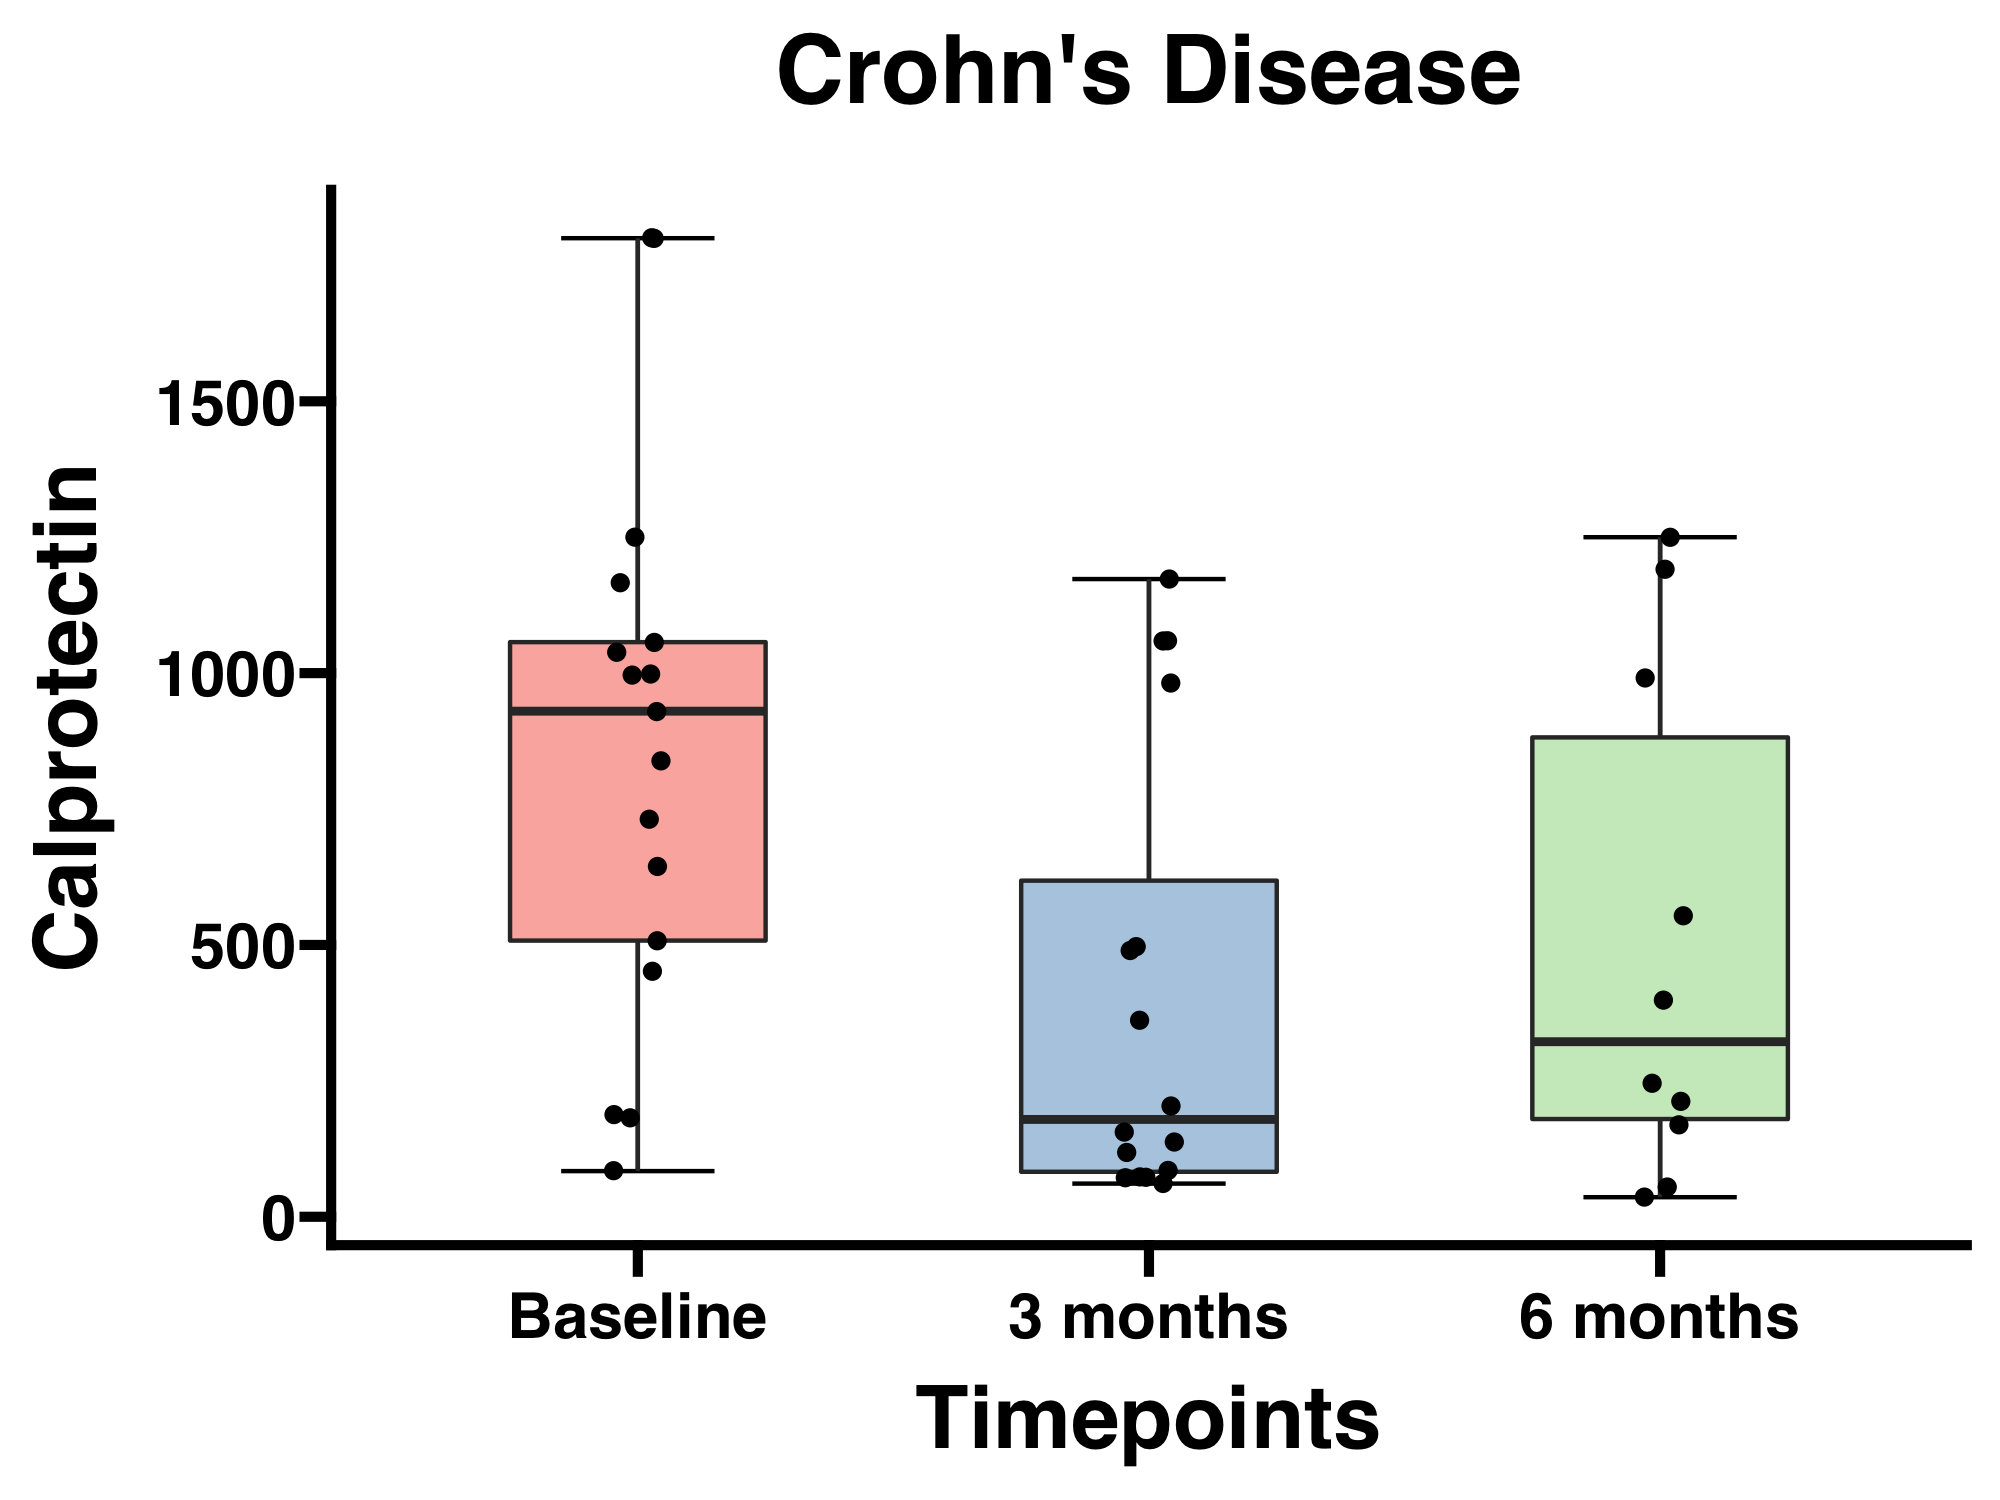 Crohn's Disease
Calprotectin
1500
1000
500
0
Baseline
3 months
6 months
Timepoints